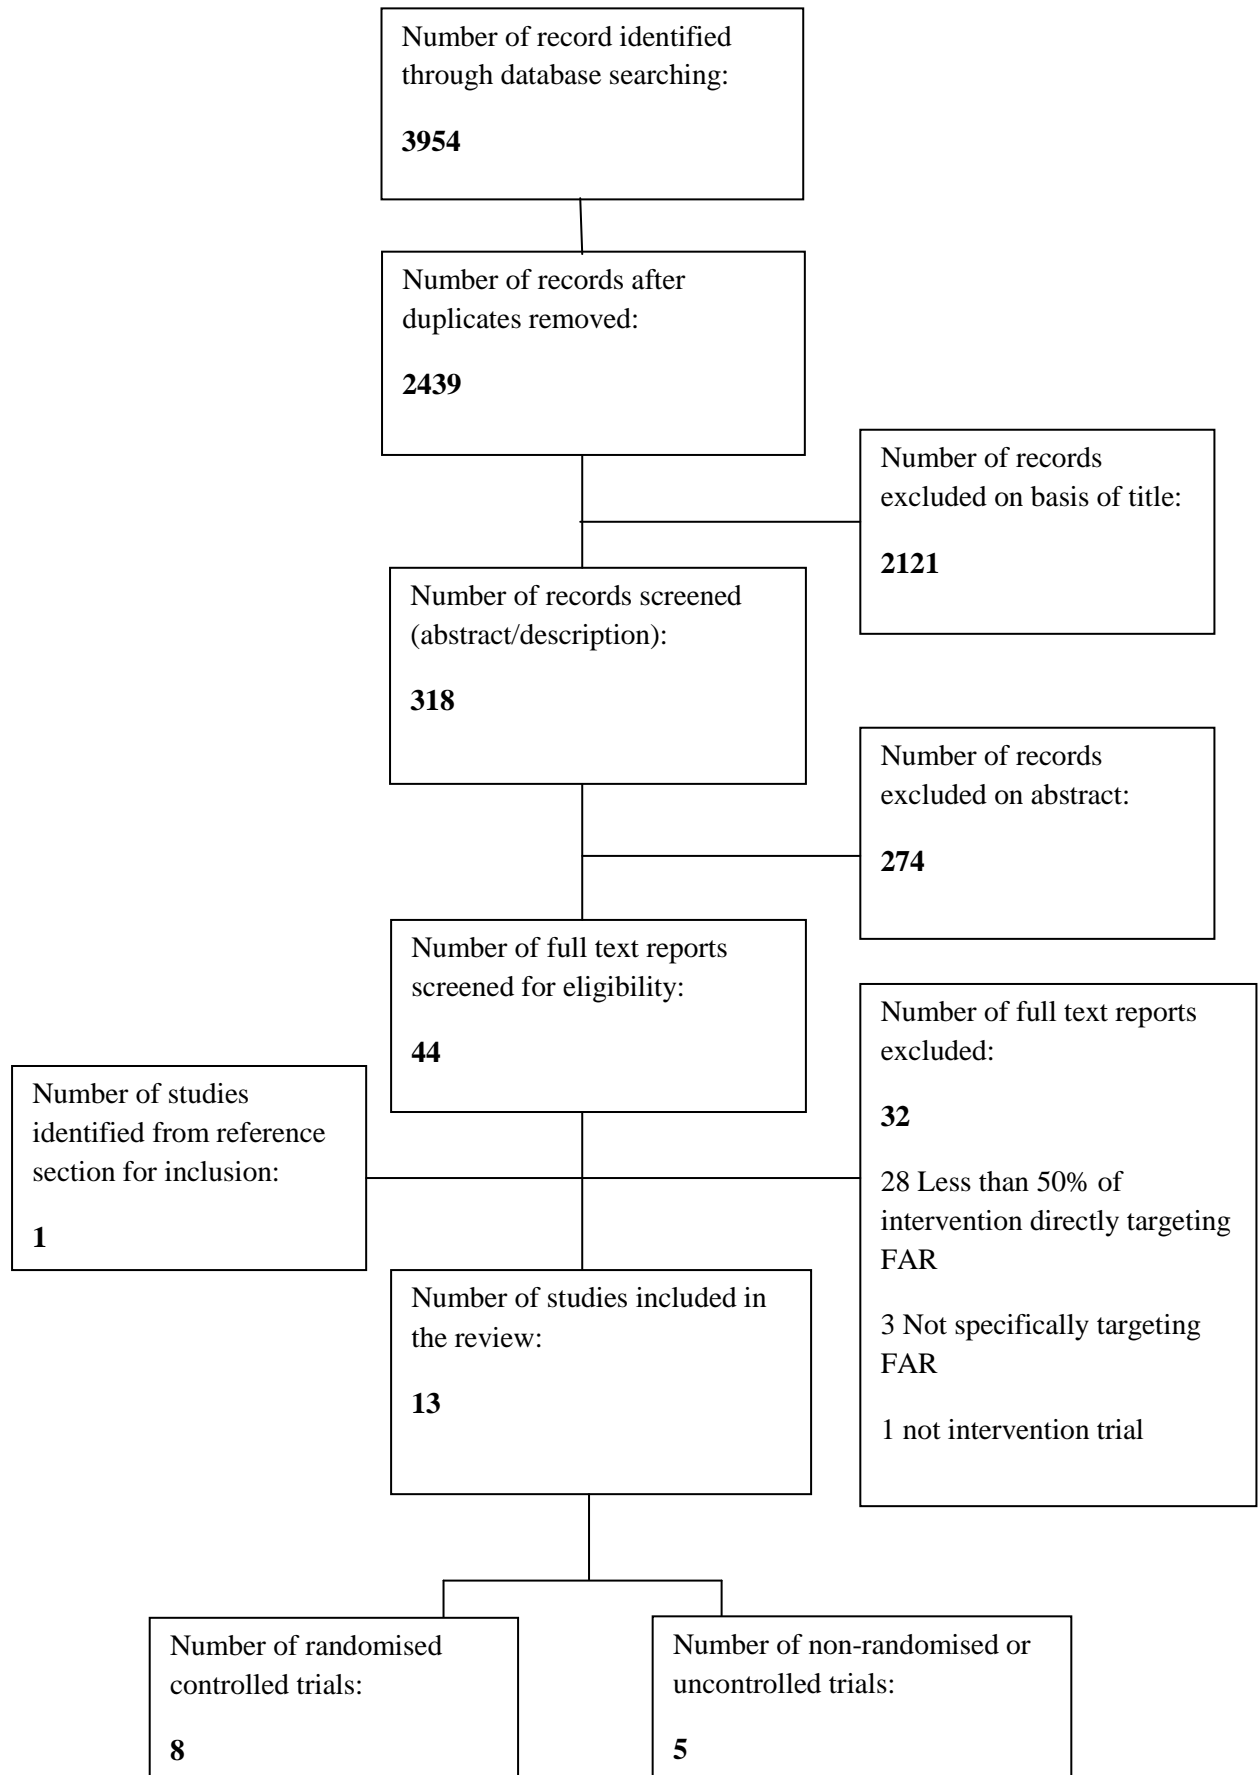 Number of record identified
through database searching:
3954
Number of records after
duplicates removed:
2439
Number of records
excluded on basis of title:
2121
Number of records screened
(abstract/description):
318
Number of records
excluded on abstract:
274
Number of full text reports
screened for eligibility:
44
Number of full text reports
excluded:
32
28 Less than 50% of
intervention directly targeting
FAR
3 Not specifically targeting
FAR
1 not intervention trial
Number of studies
identified from reference
section for inclusion:
1
Number of studies included in
the review:
13
Number of randomised
controlled trials:
8
Number of non-randomised or
uncontrolled trials:
5